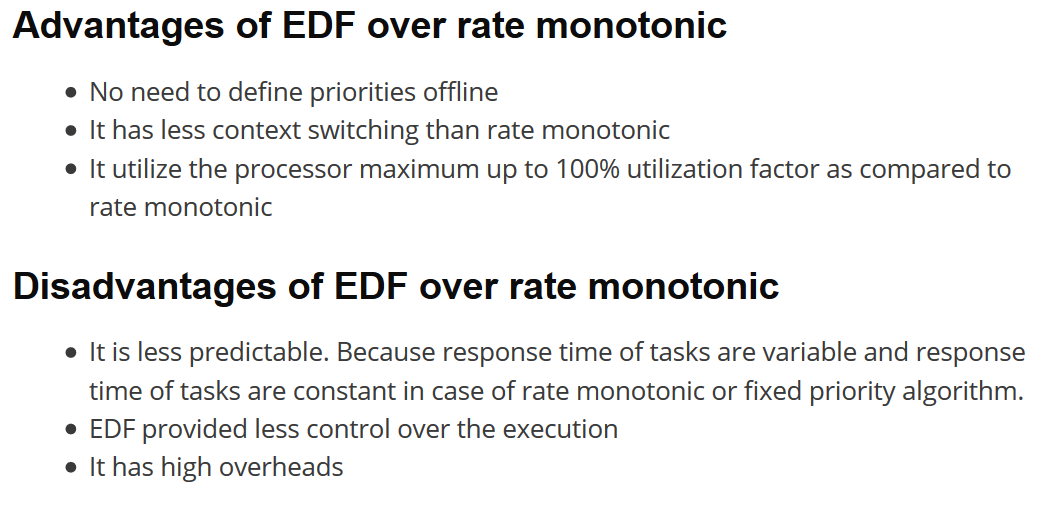 Advantages of EDF over rate monotonic
• No need to define priorities offline
• It has less context switching than rate monotonic
• It utilize the processor maximum up to 100% utilization factor as compared to
rate monotonic
Disadvantages of EDF over rate monotonic
• It is less predictable. Because response time of tasks are variable and response
time of tasks are constant in case of rate monotonic or fixed priority algorithm.
• EDF provided less control over the execution
• It has high overheads